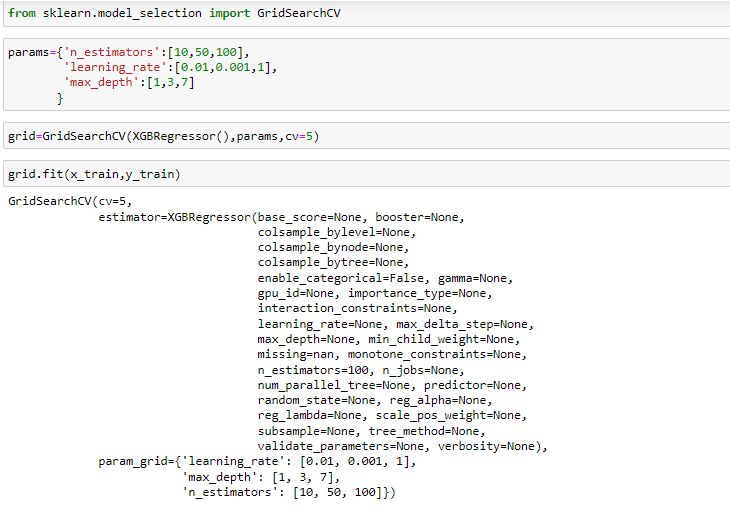 from sklearn.model_selection import GridSearchCV
params={'n_estimators':[10,50,100],
        'learning_rate':[0.01,0.001,1],
        'max_depth':[1,3,7]
       }
grid=GridSearchCV(XGBRegressor(),params,cv=5)
grid.fit(x_train,y_train)
GridSearchCV(cv=5,
             estimator=XGBRegressor(base_score=None, booster=None,
                                    colsample_bylevel=None,
                                    colsample_bynode=None,
                                    colsample_bytree=None,
                                    enable_categorical=False, gamma=None,
                                    gpu_id=None, importance_type=None,
                                    interaction_constraints=None,
                                    learning_rate=None, max_delta_step=None,
                                    max_depth=None, min_child_weight=None,
                                    missing=nan, monotone_constraints=None,
                                    n_estimators=100, n_jobs=None,
                                    num_parallel_tree=None, predictor=None,
                                    random_state=None, reg_alpha=None,
                                    reg_lambda=None, scale_pos_weight=None,
                                    subsample=None, tree_method=None,
                                    validate_parameters=None, verbosity=None),
             param_grid={'learning_rate': [0.01, 0.001, 1],
                         'max_depth': [1, 3, 7],
                         'n_estimators': [10, 50, 100]})